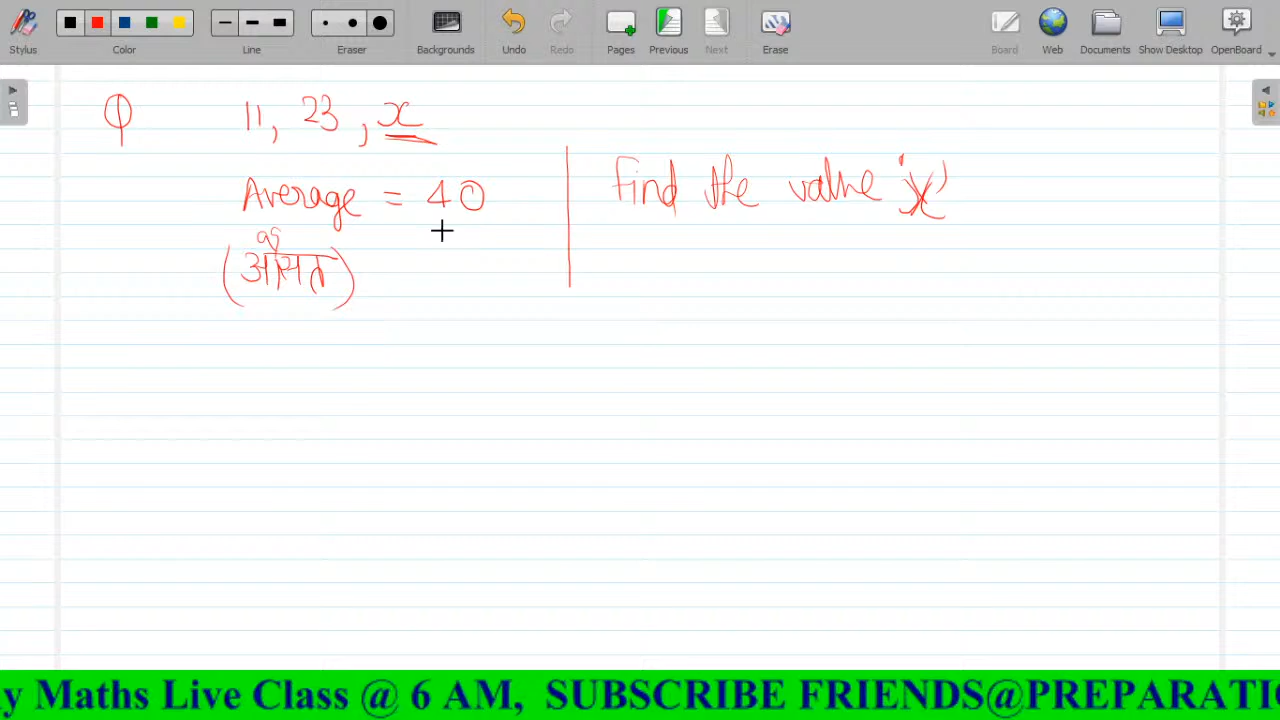 Stylus
Color
Line
Eraser
Backgrounds
Undo
Redo
Pages
Previous
Next
Erase
Board
Web
Documents
Show Desktop
OpenBoard
Q 11, 23, x
Average = 40
(औसत)
Find the value 'x'
y Maths Live Class @ 6 AM, SUBSCRIBE FRIENDS@PREPARATI